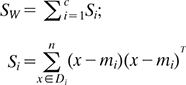 S_W = ∑_{i=1}^{c} S_i;
S_i = ∑_{x∈D_i}^{n} (x–m_i)(x–m_i)^T